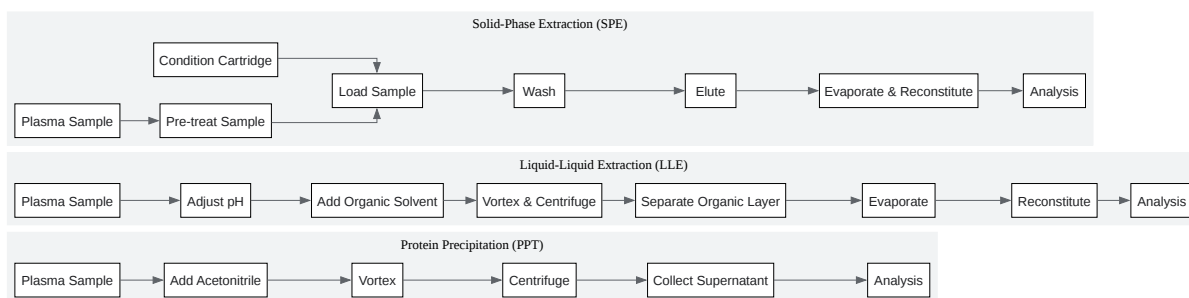 Solid-Phase Extraction (SPE)
Condition Cartridge
Plasma Sample
Pre-treat Sample
Load Sample
Wash
Elute
Evaporate & Reconstitute
Analysis
Liquid-Liquid Extraction (LLE)
Plasma Sample
Adjust pH
Add Organic Solvent
Vortex & Centrifuge
Separate Organic Layer
Evaporate
Reconstitute
Analysis
Protein Precipitation (PPT)
Plasma Sample
Add Acetonitrile
Vortex
Centrifuge
Collect Supernatant
Analysis